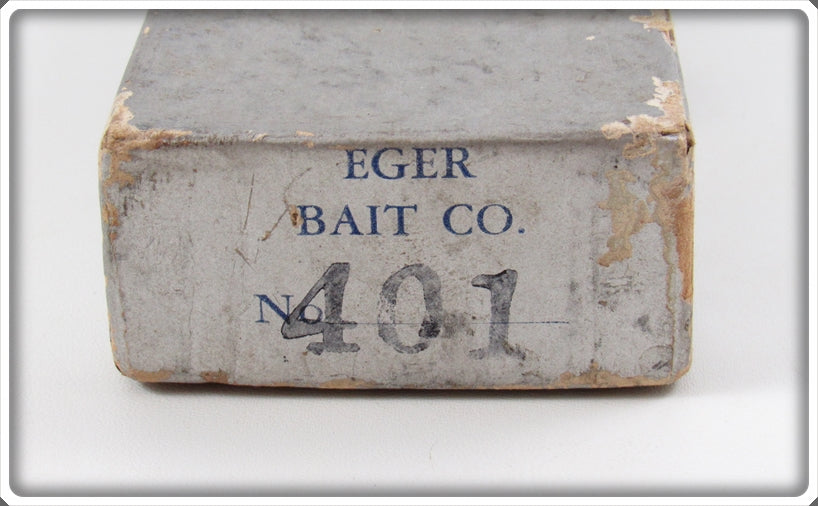 EGER
BAIT CO.
No. 401